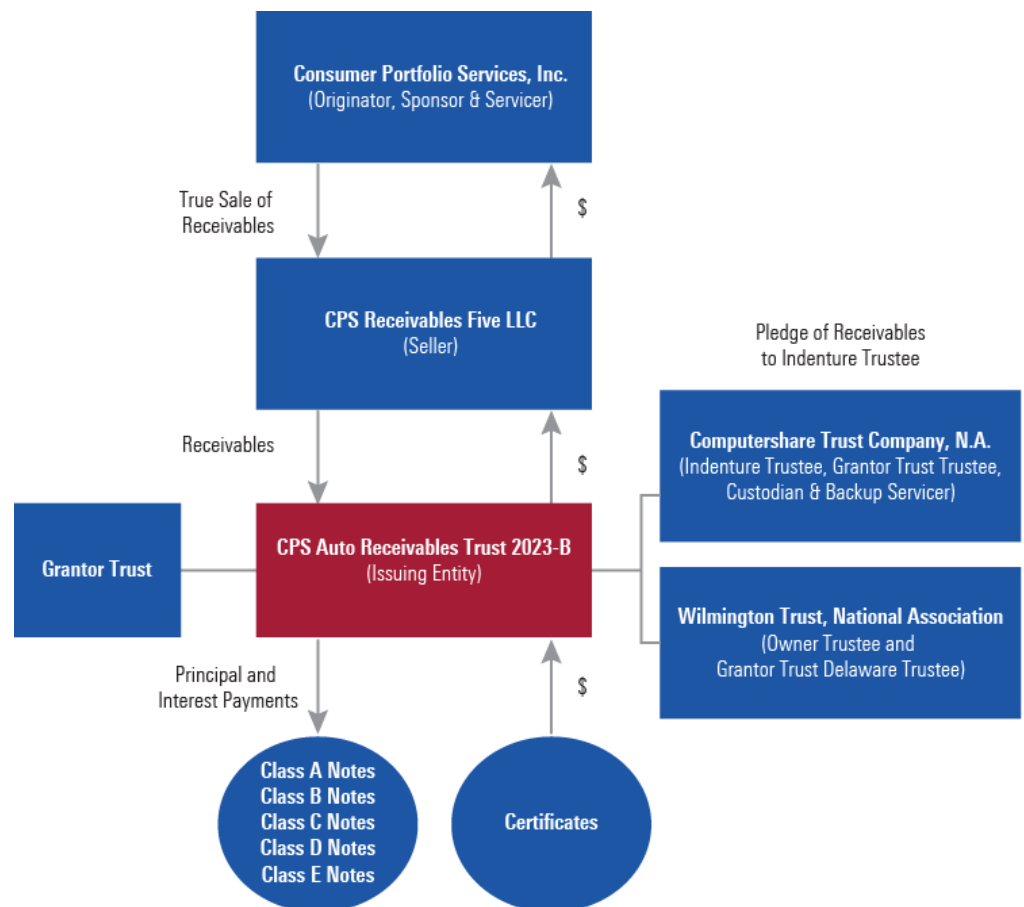 Consumer Portfolio Services, Inc.
(Originator, Sponsor & Servicer)
True Sale of
Receivables
$
CPS Receivables Five LLC
(Seller)
Pledge of Receivables
to Indenture Trustee
Receivables
$
Computershare Trust Company, N.A.
(Indenture Trustee, Grantor Trust Trustee,
Custodian & Backup Servicer)
Grantor Trust
CPS Auto Receivables Trust 2023-B
(Issuing Entity)
Wilmington Trust, National Association
(Owner Trustee and
Grantor Trust Delaware Trustee)
Principal and
Interest Payments
$
Class A Notes
Class B Notes
Class C Notes
Class D Notes
Class E Notes
Certificates